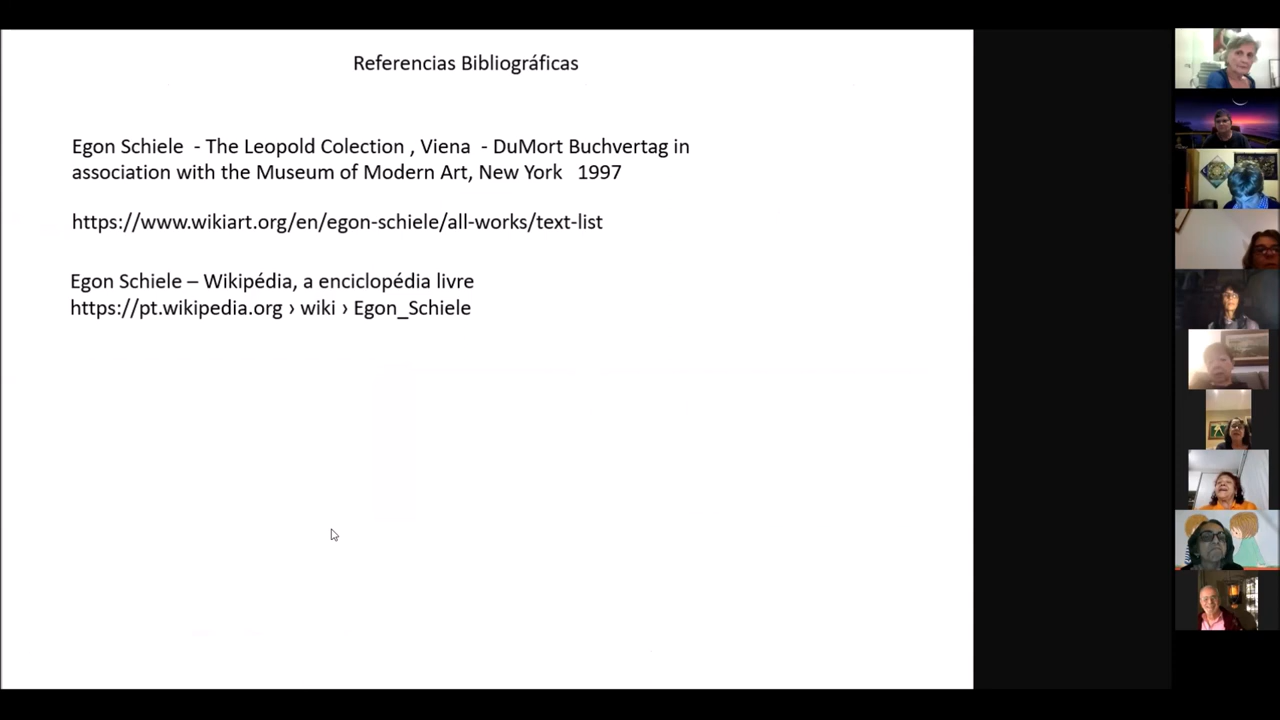 Referencias Bibliográficas
Egon Schiele - The Leopold Colection , Viena - DuMort Buchvertag in
association with the Museum of Modern Art, New York 1997
https://www.wikiart.org/en/egon-schiele/all-works/text-list
Egon Schiele – Wikipédia, a enciclopédia livre
https://pt.wikipedia.org › wiki › Egon_Schiele